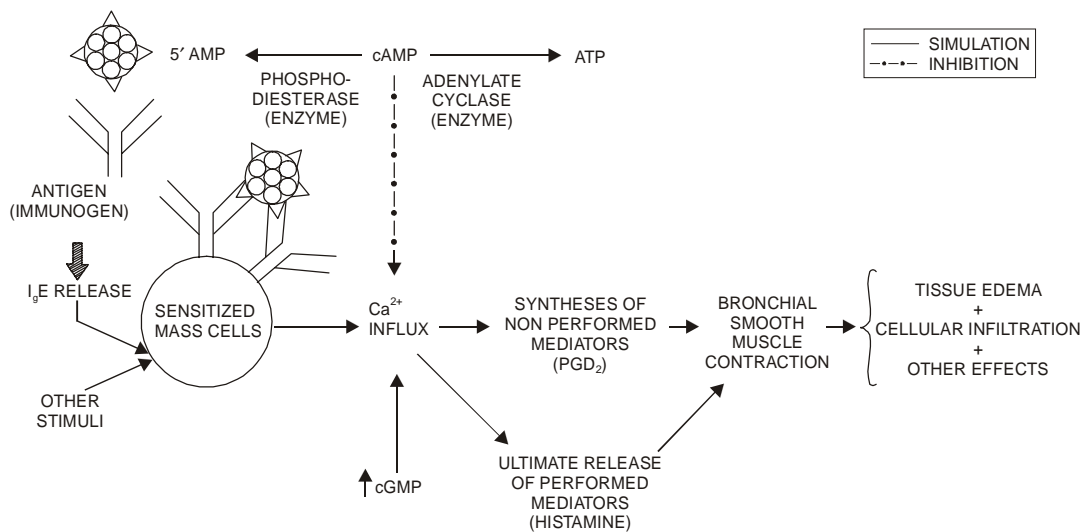 5′ AMP
cAMP
ATP
PHOSPHO-
DIESTERASE
(ENZYME)
ADENYLATE
CYCLASE
(ENZYME)
SIMULATION
INHIBITION
ANTIGEN
(IMMUNOGEN)
IgE RELEASE
OTHER
STIMULI
SENSITIZED
MASS CELLS
Ca2+
INFLUX
cGMP
SYNTHESES OF
NON PERFORMED
MEDIATORS
(PGD2)
ULTIMATE RELEASE
OF PERFORMED
MEDIATORS
(HISTAMINE)
BRONCHIAL
SMOOTH
MUSCLE
CONTRACTION
TISSUE EDEMA
+
CELLULAR INFILTRATION
+
OTHER EFFECTS